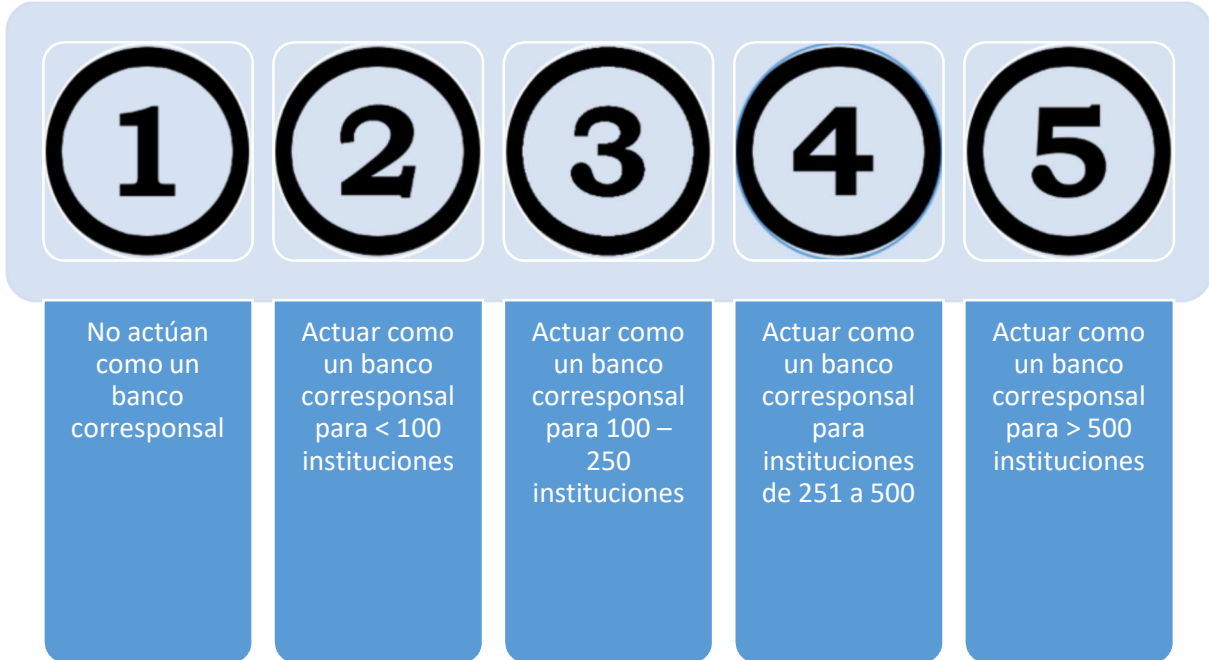 1
2
3
4
5
No actúan
como un
banco
corresponsal
Actuar como
un banco
corresponsal
para < 100
instituciones
Actuar como
un banco
corresponsal
para 100 –
250
instituciones
Actuar como
un banco
corresponsal
para
instituciones
de 251 a 500
Actuar como
un banco
corresponsal
para > 500
instituciones